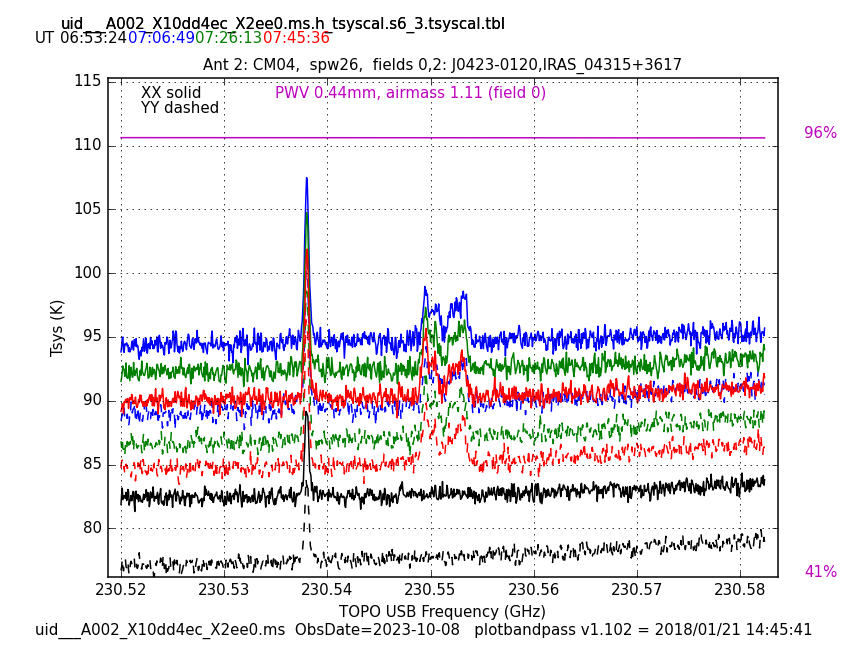 uid___A002_X10dd4ec_X2ee0.ms.h_tsyscal.s6_3.tsyscal.tbl
UT 06:53:24 07:06:49 07:26:13 07:45:36
Ant 2: CM04,  spw26,  fields 0,2: J0423-0120,IRAS_04315+3617
XX solid
YY dashed
PWV 0.44mm, airmass 1.11 (field 0)
96%
41%
Tsys (K)
115
110
105
100
95
90
85
80
230.52 230.53 230.54 230.55 230.56 230.57 230.58
TOPO USB Frequency (GHz)
uid___A002_X10dd4ec_X2ee0.ms  ObsDate=2023-10-08   plotbandpass v1.102 = 2018/01/21 14:45:41